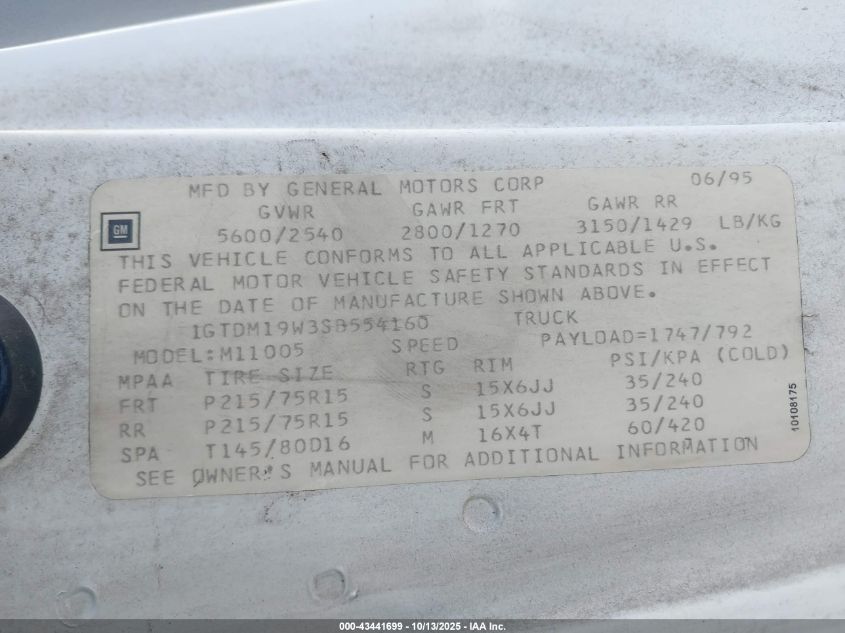 MFD BY GENERAL MOTORS CORP 06/95
GVWR GAWR FRT GAWR RR
GM
5600/2540 2800/1270 3150/1429 LB/KG
THIS VEHICLE CONFORMS TO ALL APPLICABLE U.S.
FEDERAL MOTOR VEHICLE SAFETY STANDARDS IN EFFECT
ON THE DATE OF MANUFACTURE SHOWN ABOVE.
1GTDM19W3SB554160 TRUCK
MODEL:M11005 SPEED PAYLOAD=1747/792
MPAA TIRE SIZE RTG RIM PSI/KPA (COLD)
FRT P215/75R15 S 15X6JJ 35/240
RR P215/75R15 S 15X6JJ 35/240
SPA T145/80D16 M 16X4T 60/420
SEE OWNER'S MANUAL FOR ADDITIONAL INFORMATION
10108175
000-43441699 | 10/13/2025 - IAA Inc.